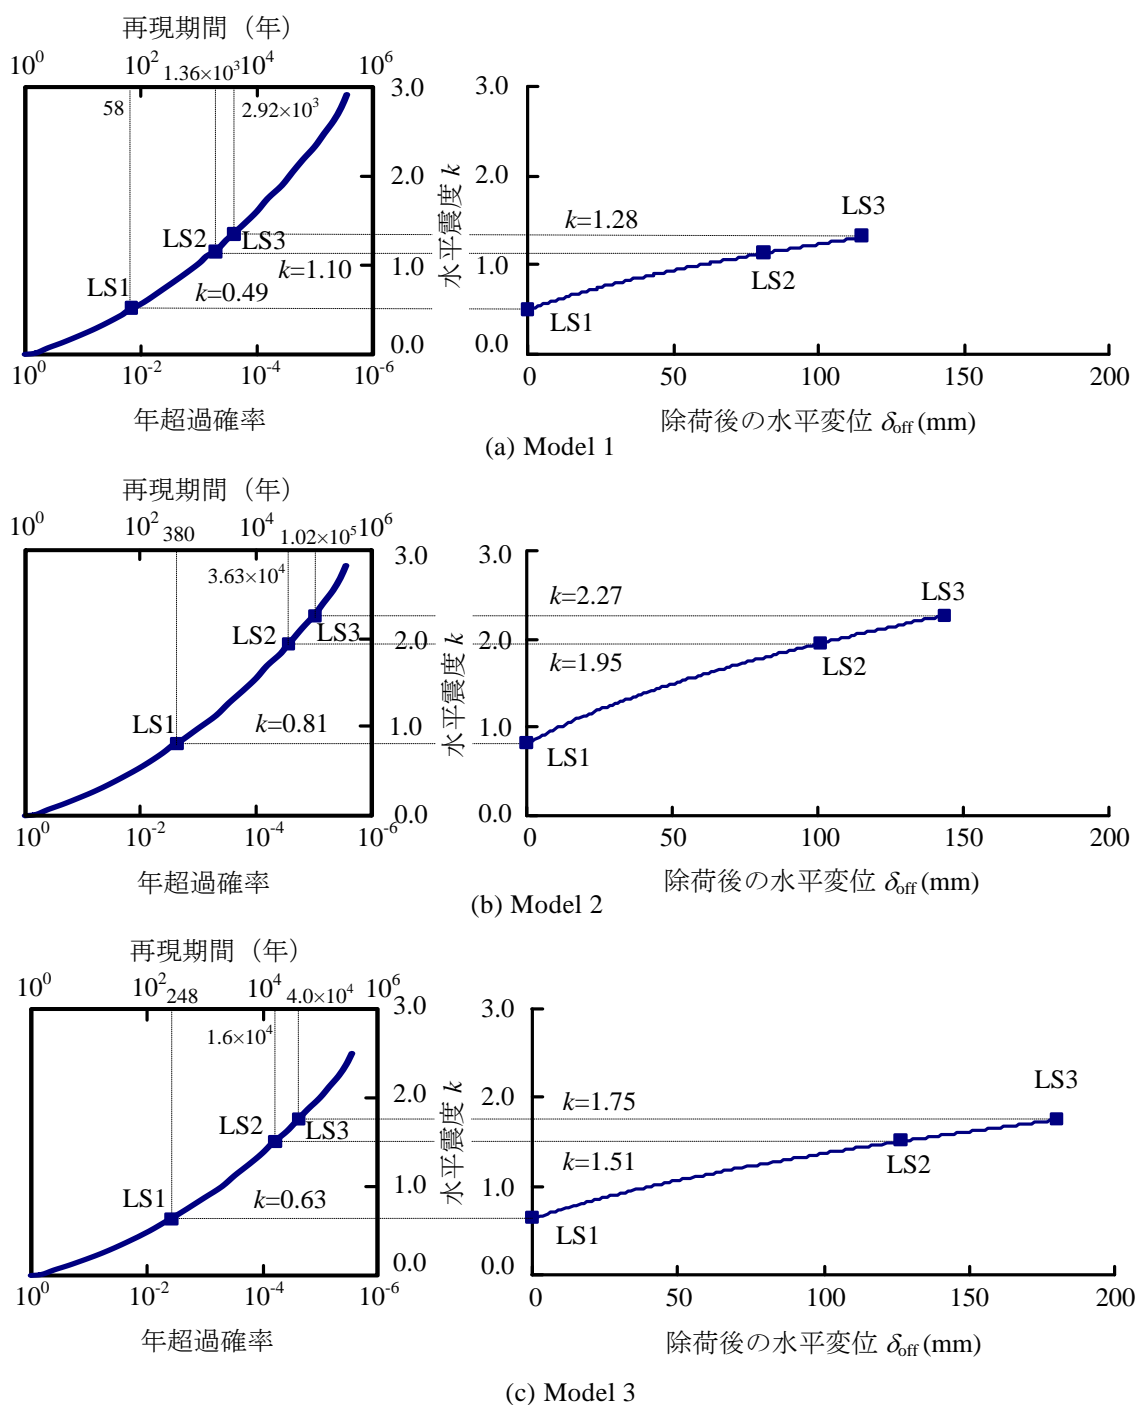 再現期間（年）
10^0 10^2 10^4 10^6
1.36×10^3
58
2.92×10^3
3.0
2.0
1.0
0.0
水平震度 k
LS1
LS2
LS3
k=0.49
k=1.10
10^0 10^-2 10^-4 10^-6
年超過確率
3.0
2.0
1.0
0.0
k=1.28
LS3
LS2
LS1
0 50 100 150 200
除荷後の水平変位 δoff (mm)
(a) Model 1
再現期間（年）
10^0 10^2 10^4 10^6
380
1.02×10^5
3.63×10^4
3.0
2.0
1.0
0.0
水平震度 k
LS2
LS3
LS1
k=0.81
10^0 10^-2 10^-4 10^-6
年超過確率
3.0
2.0
1.0
0.0
k=2.27
k=1.95
LS3
LS2
LS1
0 50 100 150 200
除荷後の水平変位 δoff (mm)
(b) Model 2
再現期間（年）
10^0 10^2 10^4 10^6
248
4.0×10^4
1.6×10^4
3.0
2.0
1.0
0.0
水平震度 k
LS2
LS3
LS1
k=0.63
10^0 10^-2 10^-4 10^-6
年超過確率
3.0
2.0
1.0
0.0
k=1.75
k=1.51
LS3
LS2
LS1
0 50 100 150 200
除荷後の水平変位 δoff (mm)
(c) Model 3